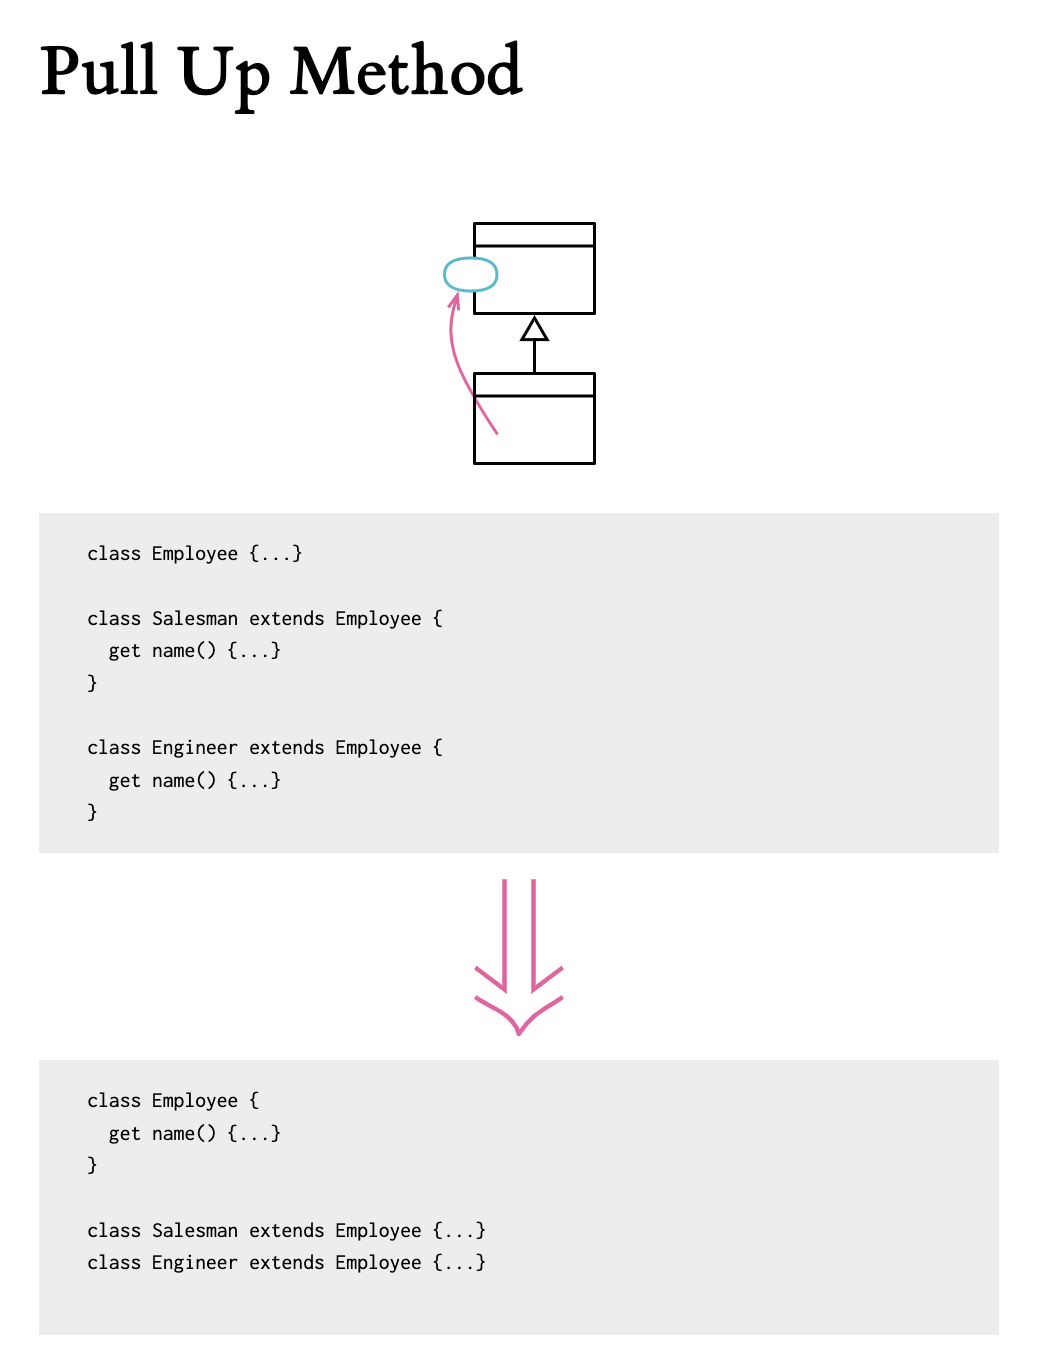 Pull Up Method
class Employee {...}
class Salesman extends Employee {
  get name() {...}
}
class Engineer extends Employee {
  get name() {...}
}
class Employee {
  get name() {...}
}
class Salesman extends Employee {...}
class Engineer extends Employee {...}